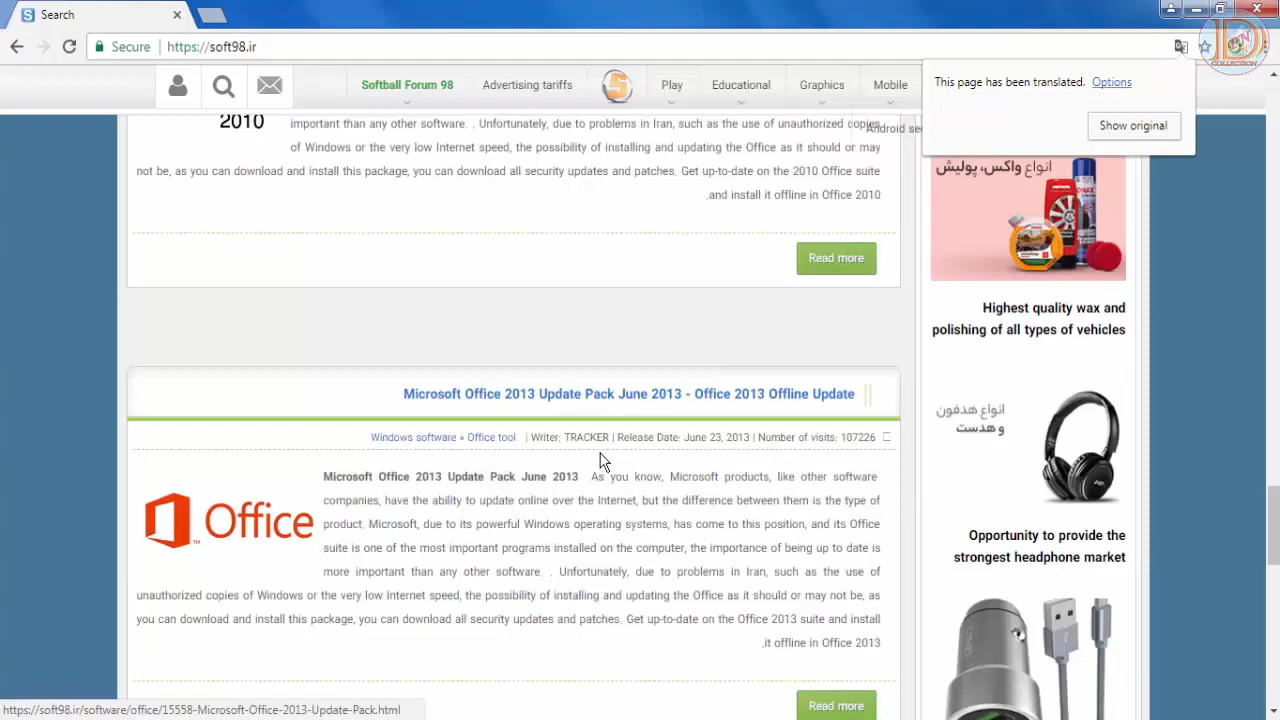 Search
Secure
https://soft98.ir
Softball Forum 98
Advertising tariffs
Play
Educational
Graphics
Mobile
This page has been translated. Options
Show original
2010
important than any other software. . Unfortunately, due to problems in Iran, such as the use of unauthorized copies
of Windows or the very low Internet speed, the possibility of installing and updating the Office as it should or may
not be, as you can download and install this package, you can download all security updates and patches. Get up-to-date on the 2010 Office suite
.and install it offline in Office 2010
Read more
Microsoft Office 2013 Update Pack June 2013 - Office 2013 Offline Update
Windows software » Office tool | Writer: TRACKER | Release Date: June 23, 2013 | Number of visits: 107226
Office
Microsoft Office 2013 Update Pack June 2013 As you know, Microsoft products, like other software
companies, have the ability to update online over the Internet, but the difference between them is the type of
product. Microsoft, due to its powerful Windows operating systems, has come to this position, and its Office
suite is one of the most important programs installed on the computer, the importance of being up to date is
more important than any other software. . Unfortunately, due to problems in Iran, such as the use of
unauthorized copies of Windows or the very low Internet speed, the possibility of installing and updating the Office as it should or may not be, as
you can download and install this package, you can download all security updates and patches. Get up-to-date on the Office 2013 suite and install
.it offline in Office 2013
Read more
Android
انواع واکس، پولیش
Highest quality wax and
polishing of all types of vehicles
انواع هدفون
و هدست
Opportunity to provide the
strongest headphone market
https://soft98.ir/software/office/15558-Microsoft-Office-2013-Update-Pack.html
COLLECTION